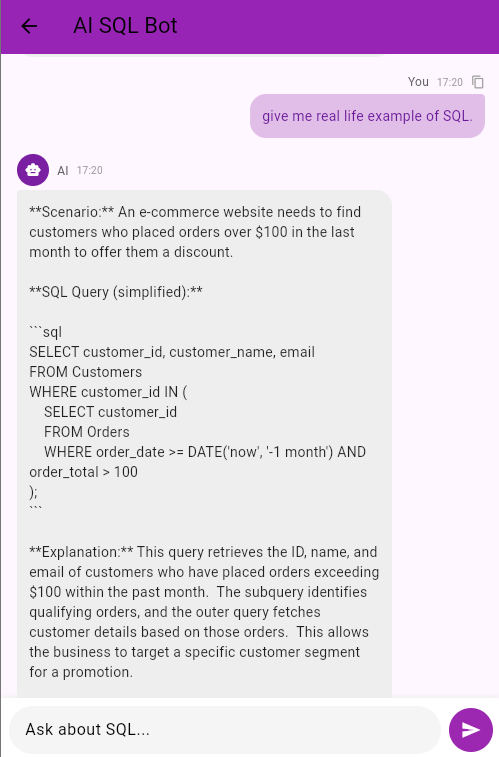 AI SQL Bot
You 17:20
give me real life example of SQL.
AI 17:20
**Scenario:** An e-commerce website needs to find
customers who placed orders over $100 in the last
month to offer them a discount.
**SQL Query (simplified):**
```sql
SELECT customer_id, customer_name, email
FROM Customers
WHERE customer_id IN (
    SELECT customer_id
    FROM Orders
    WHERE order_date >= DATE('now', '-1 month') AND
order_total > 100
);
```
**Explanation:** This query retrieves the ID, name, and
email of customers who have placed orders exceeding
$100 within the past month.  The subquery identifies
qualifying orders, and the outer query fetches
customer details based on those orders.  This allows
the business to target a specific customer segment
for a promotion.
Ask about SQL...